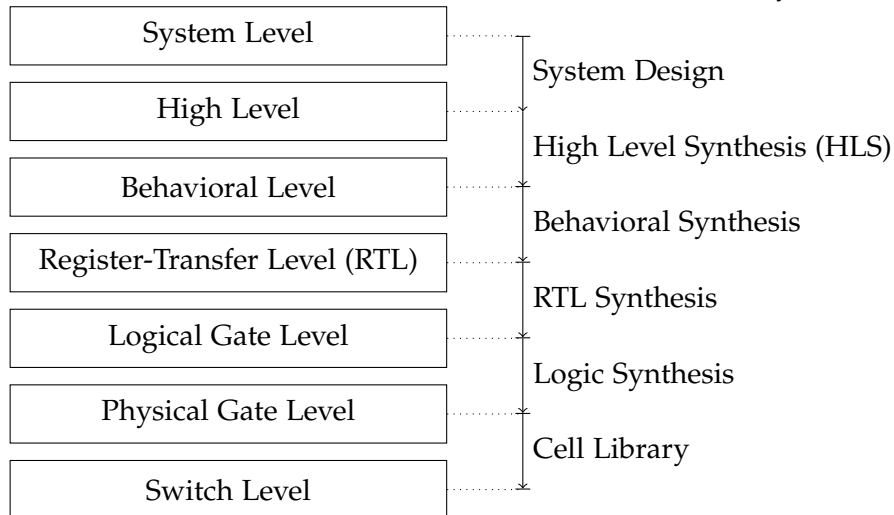 System Level
System Design
High Level
High Level Synthesis (HLS)
Behavioral Level
Behavioral Synthesis
Register-Transfer Level (RTL)
RTL Synthesis
Logical Gate Level
Logic Synthesis
Physical Gate Level
Cell Library
Switch Level